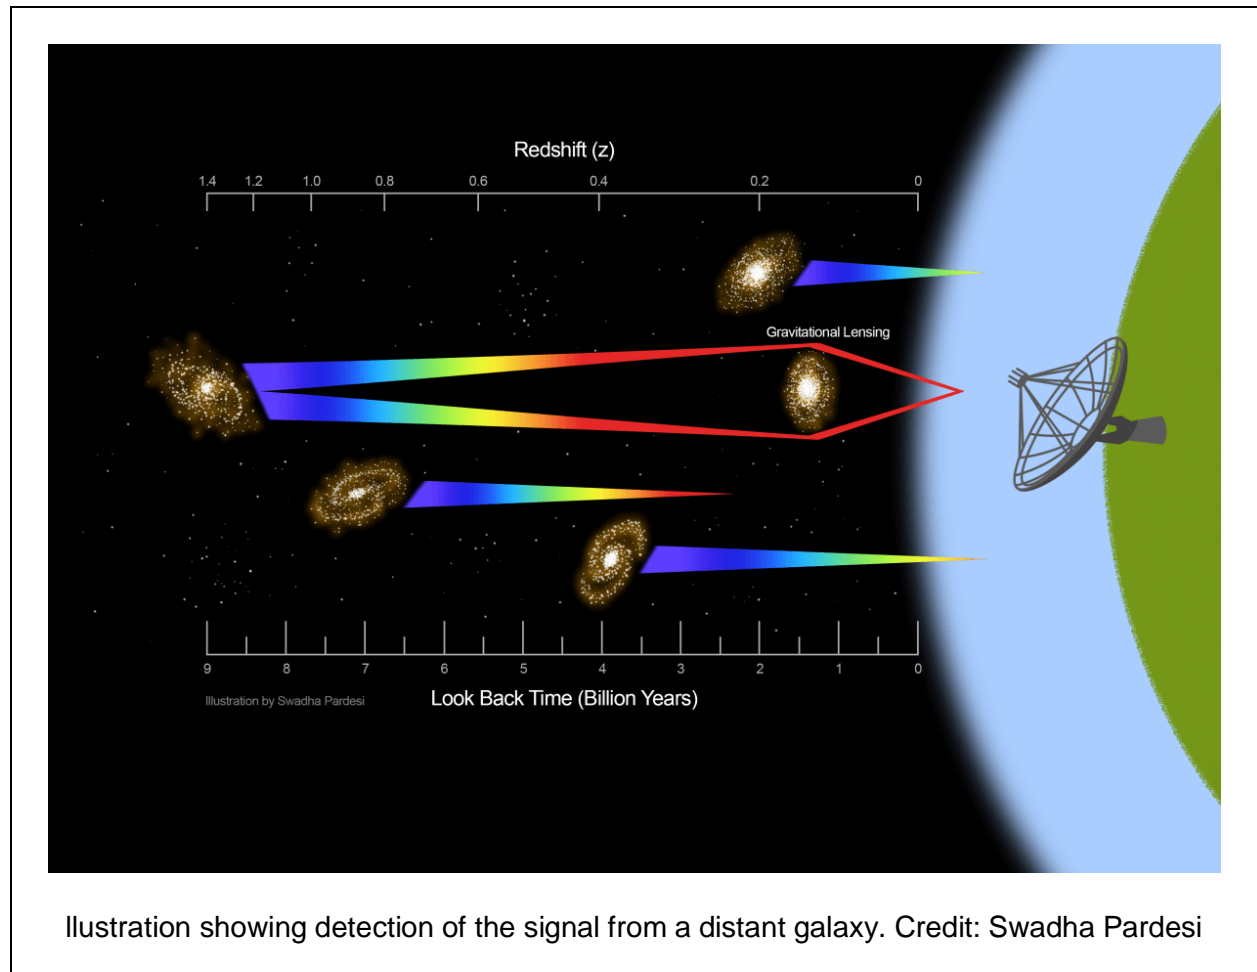 Redshift (z)
1.4 1.2 1.0 0.8 0.6 0.4 0.2 0
Gravitational Lensing
9 8 7 6 5 4 3 2 1 0
Illustration by Swadha Pardesi
Look Back Time (Billion Years)
llustration showing detection of the signal from a distant galaxy. Credit: Swadha Pardesi